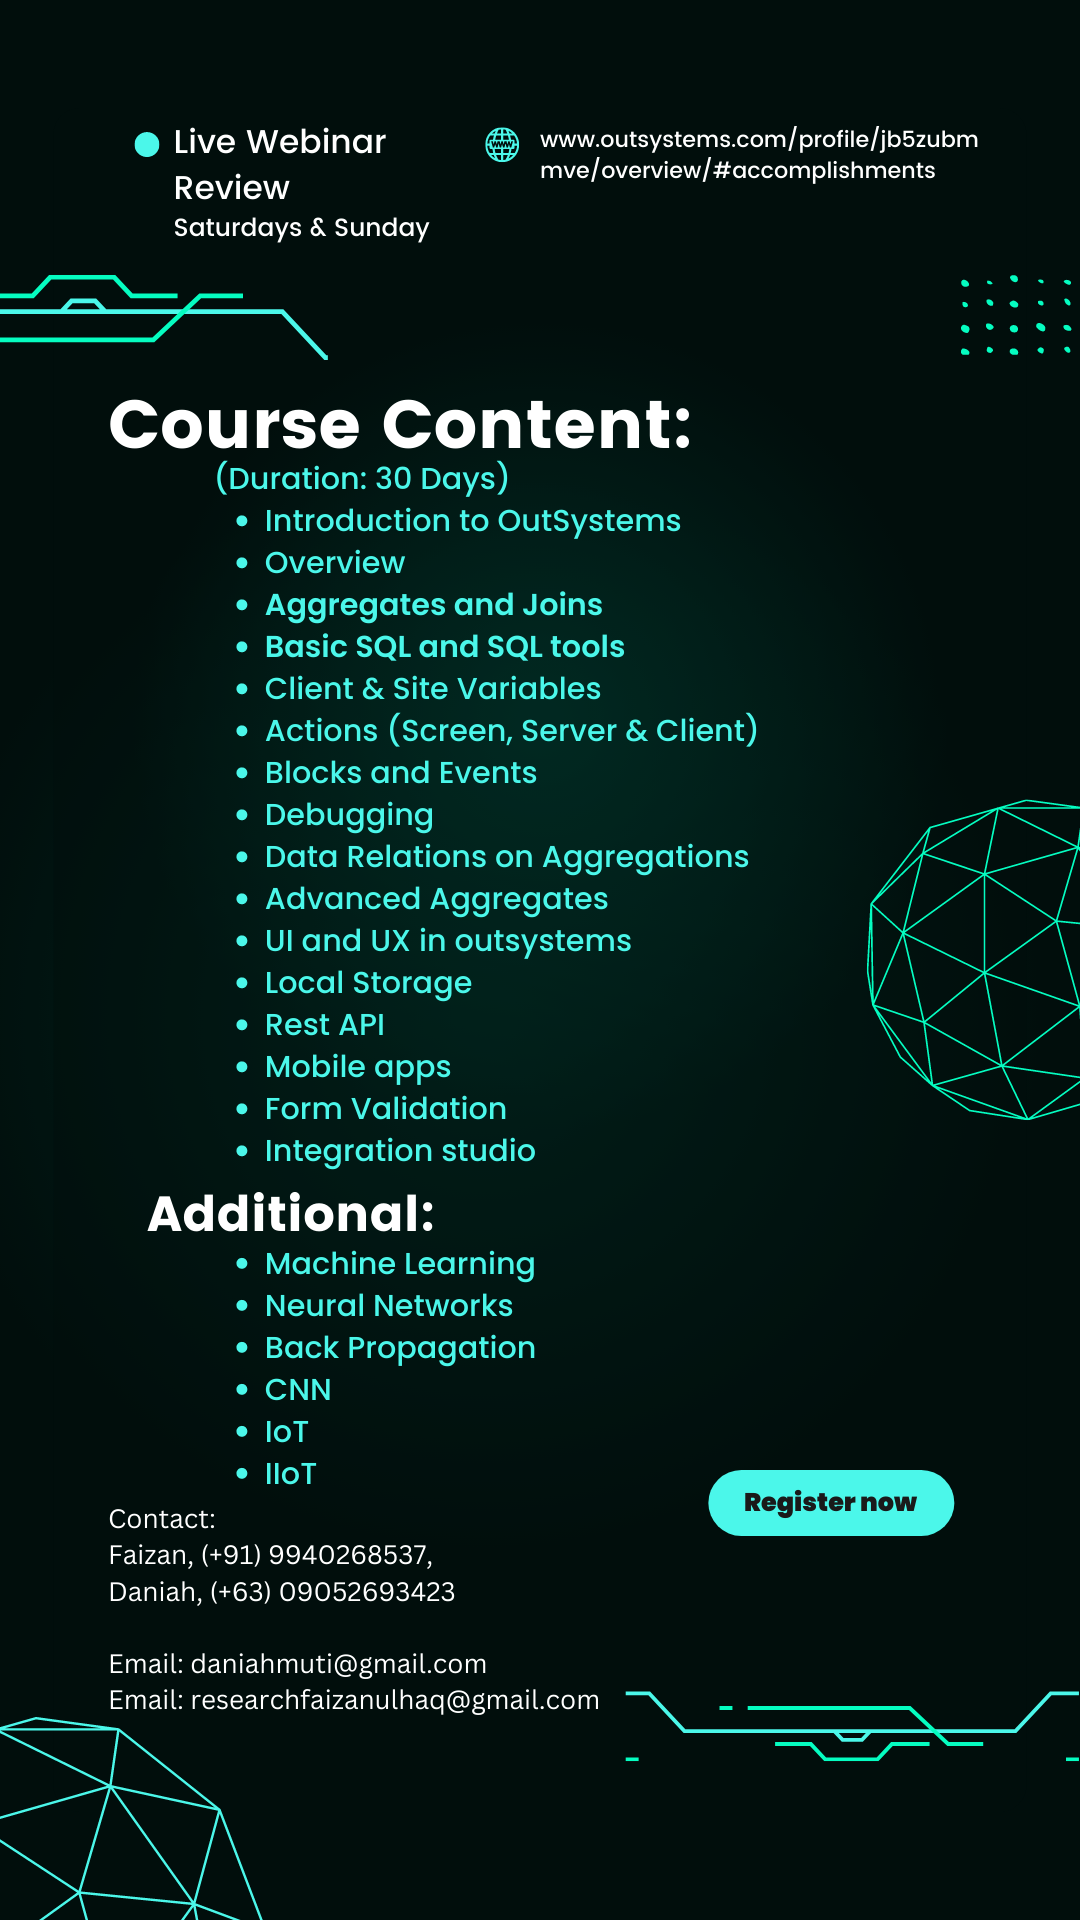 Live Webinar
Review
Saturdays & Sunday
www.outsystems.com/profile/jb5zubm
mve/overview/#accomplishments
Course Content:
(Duration: 30 Days)
• Introduction to OutSystems
• Overview
• Aggregates and Joins
• Basic SQL and SQL tools
• Client & Site Variables
• Actions (Screen, Server & Client)
• Blocks and Events
• Debugging
• Data Relations on Aggregations
• Advanced Aggregates
• UI and UX in outsystems
• Local Storage
• Rest API
• Mobile apps
• Form Validation
• Integration studio
Additional:
• Machine Learning
• Neural Networks
• Back Propagation
• CNN
• IoT
• IIoT
Register now
Contact:
Faizan, (+91) 9940268537,
Daniah, (+63) 09052693423
Email: daniahmuti@gmail.com
Email: researchfaizanulhaq@gmail.com